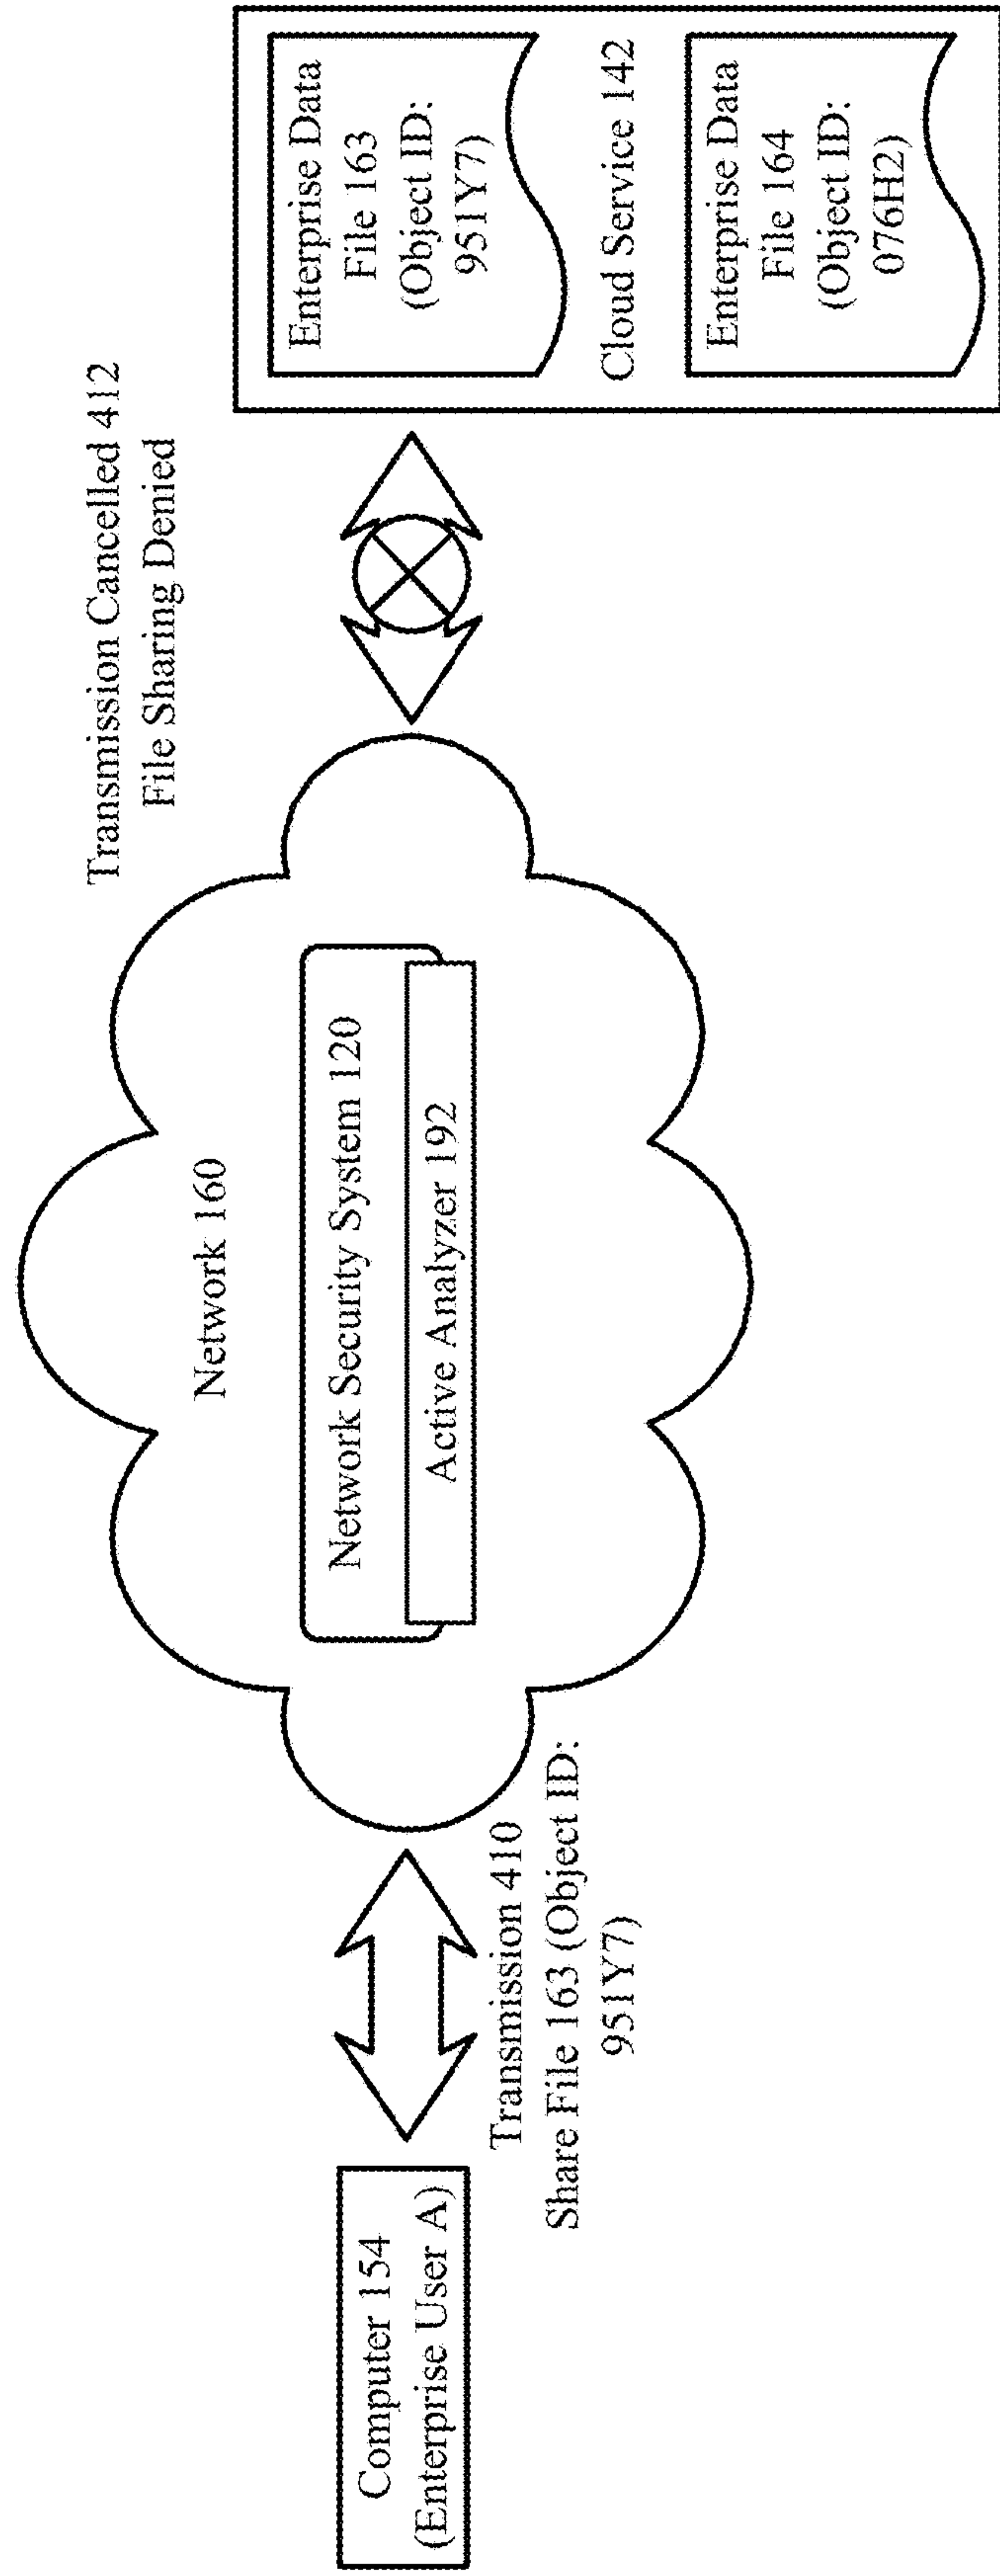 Computer 154
(Enterprise User A)
Transmission 410
Share File 163 (Object ID:
951Y7)
Network 160
Network Security System 120
Active Analyzer 192
Transmission Cancelled 412
File Sharing Denied
Enterprise Data
File 163
(Object ID:
951Y7)
Cloud Service 142
Enterprise Data
File 164
(Object ID:
076H2)